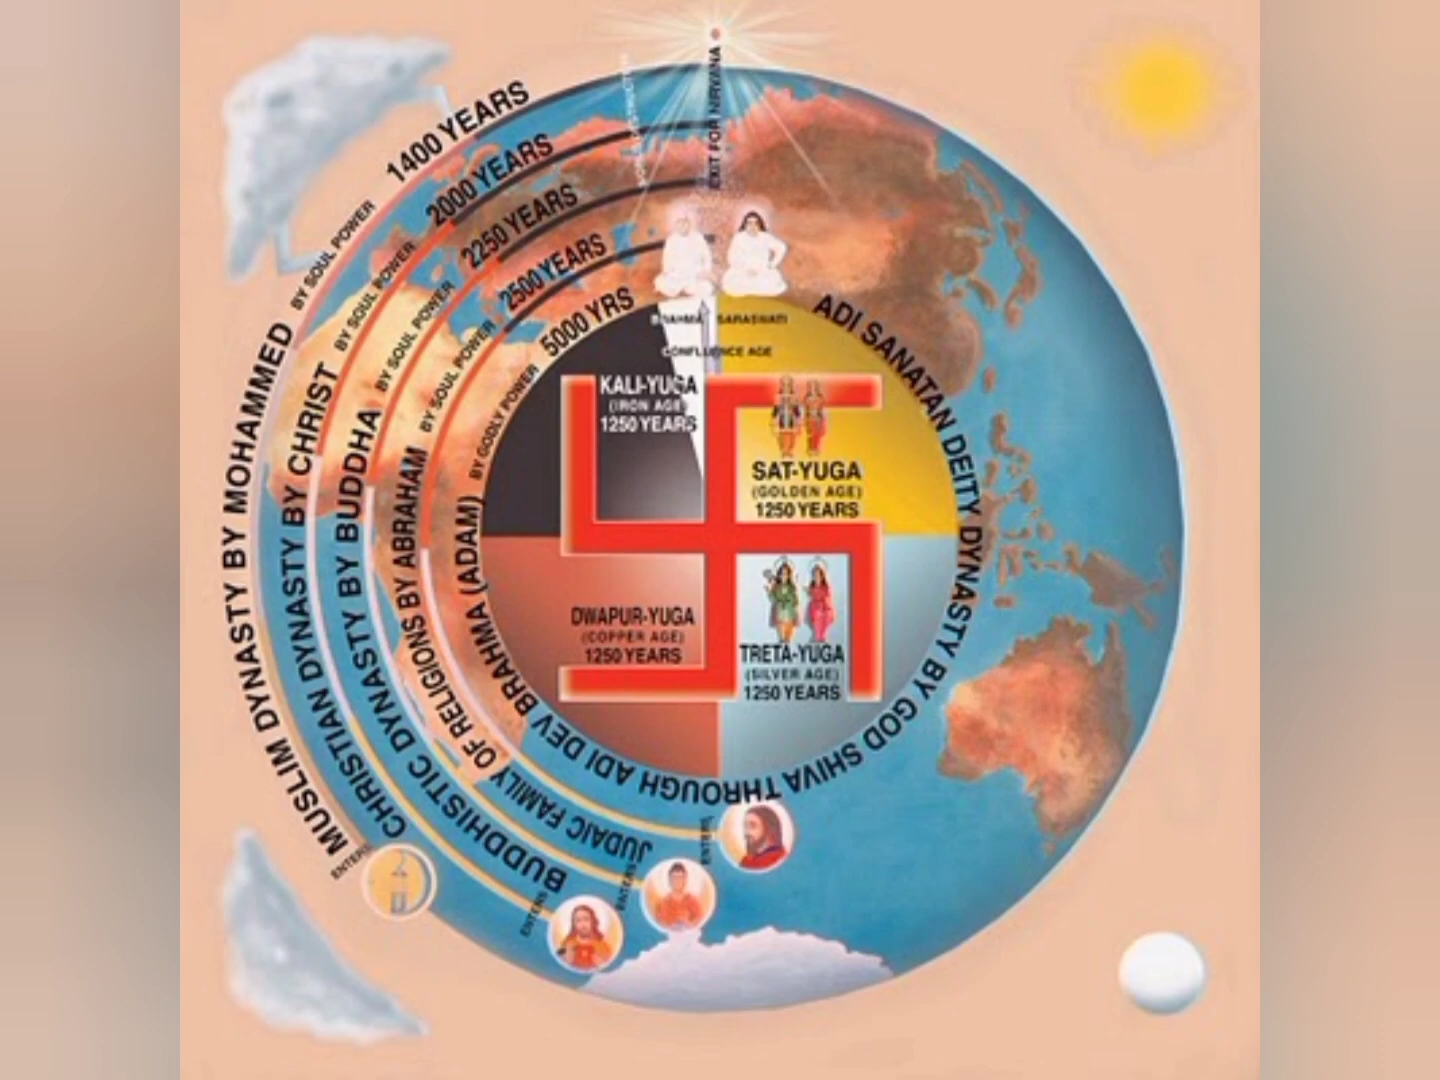 EXIT FOR NIRVANA
1400 YEARS
2000 YEARS
2250 YEARS
2500 YEARS
5000 YRS
BY SOUL POWER
BY SOUL POWER
BY SOUL POWER
BY SOUL POWER
BY GODLY POWER
BRAHMA SARASWATI
CONFLUENCE AGE
KALI-YUGA
(IRON AGE)
1250 YEARS
SAT-YUGA
(GOLDEN AGE)
1250 YEARS
DWAPUR-YUGA
(COPPER AGE)
1250 YEARS
TRETA-YUGA
(SILVER AGE)
1250 YEARS
ADI SANATAN DEITY DYNASTY BY GOD SHIVA THROUGH ADI DEV BRAHMA (ADAM)
JUDAIC FAMILY OF RELIGIONS BY ABRAHAM
BUDDHISTIC DYNASTY BY BUDDHA
CHRISTIAN DYNASTY BY CHRIST
MUSLIM DYNASTY BY MOHAMMED
ENTERS
ENTERS
ENTERS
ENTERS